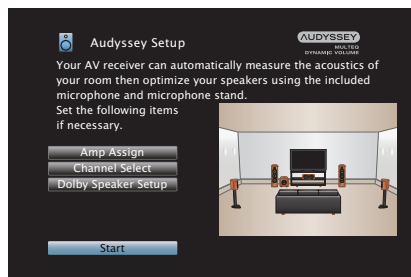 Audyssey Setup
AUDYSSEY
MULTEQ
DYNAMIC VOLUME
Your AV receiver can automatically measure the acoustics of
your room then optimize your speakers using the included
microphone and microphone stand.
Set the following items
if necessary.
Amp Assign
Channel Select
Dolby Speaker Setup
Start